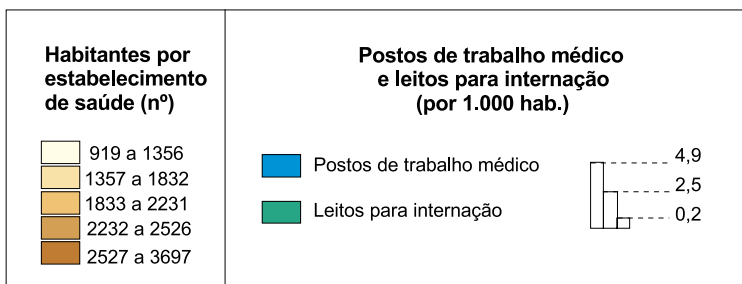 Habitantes por
estabelecimento
de saúde (nº)
919 a 1356
1357 a 1832
1833 a 2231
2232 a 2526
2527 a 3697
Postos de trabalho médico
e leitos para internação
(por 1.000 hab.)
Postos de trabalho médico
Leitos para internação
4,9
2,5
0,2